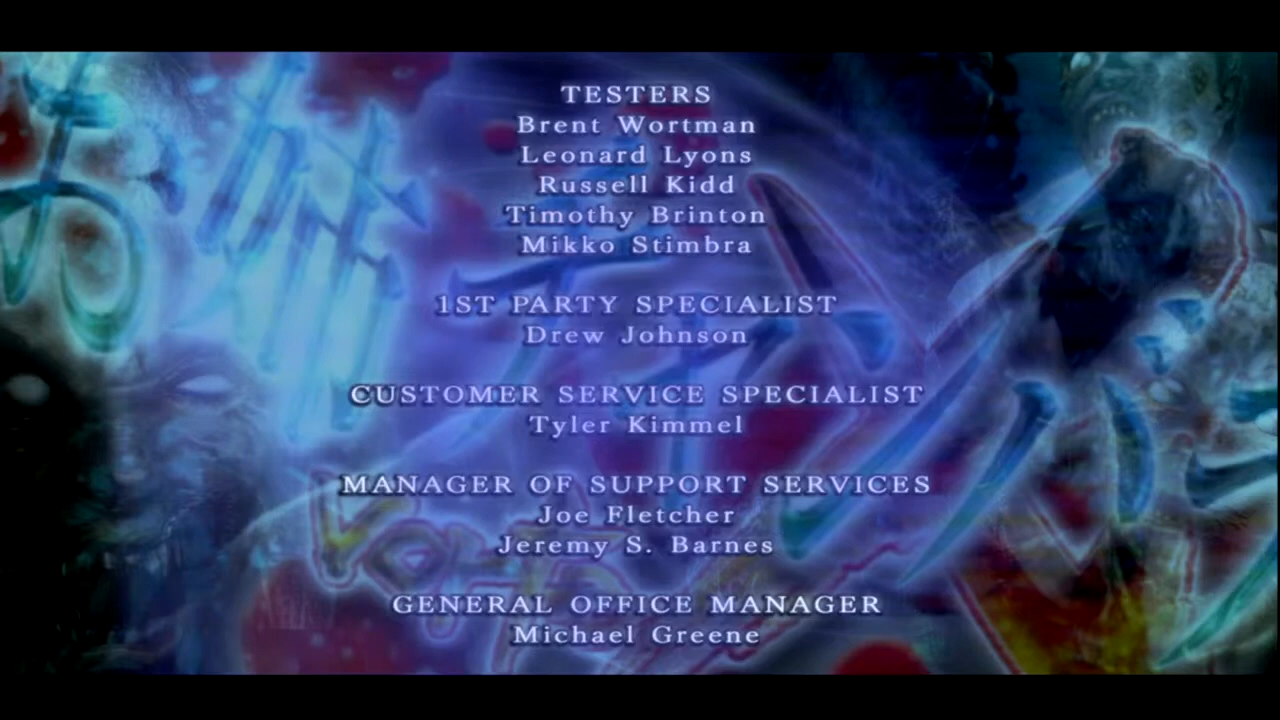 TESTERS
Brent Wortman
Leonard Lyons
Russell Kidd
Timothy Brinton
Mikko Stimbra
1ST PARTY SPECIALIST
Drew Johnson
CUSTOMER SERVICE SPECIALIST
Tyler Kimmel
MANAGER OF SUPPORT SERVICES
Joe Fletcher
Jeremy S. Barnes
GENERAL OFFICE MANAGER
Michael Greene